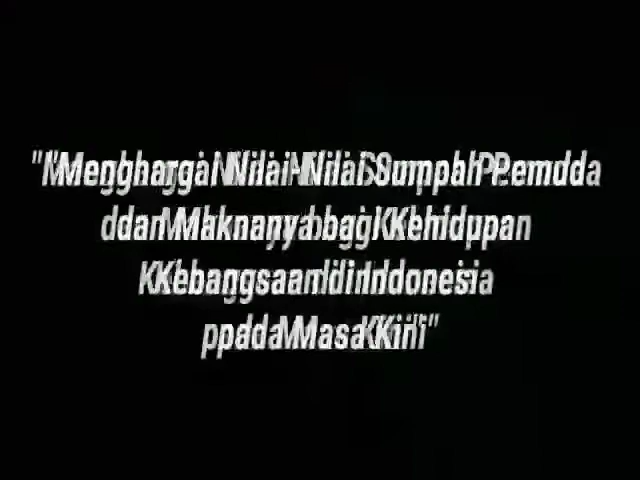 "Menghargai Nilai-Nilai Sumpah Pemuda
dan Maknanya bagi Kehidupan
Kebangsaan di Indonesia
pada Masa Kini"